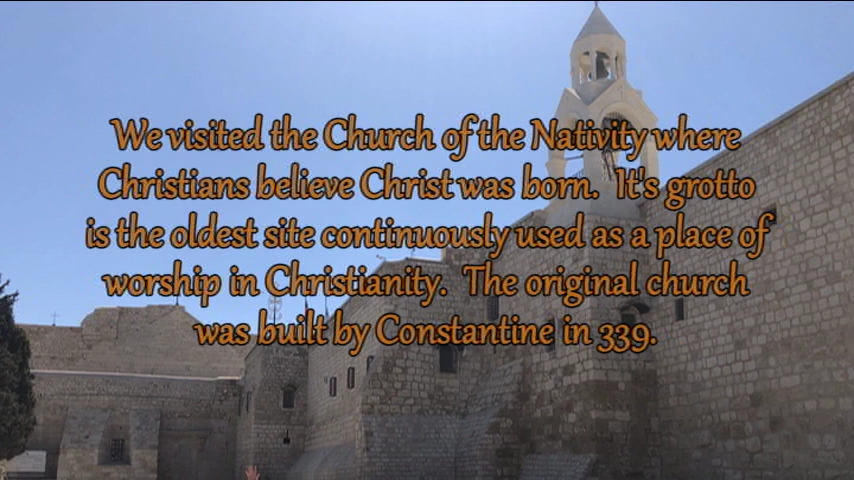 We visited the Church of the Nativity where
Christians believe Christ was born.  It's grotto
is the oldest site continuously used as a place of
worship in Christianity.  The original church
was built by Constantine in 339.